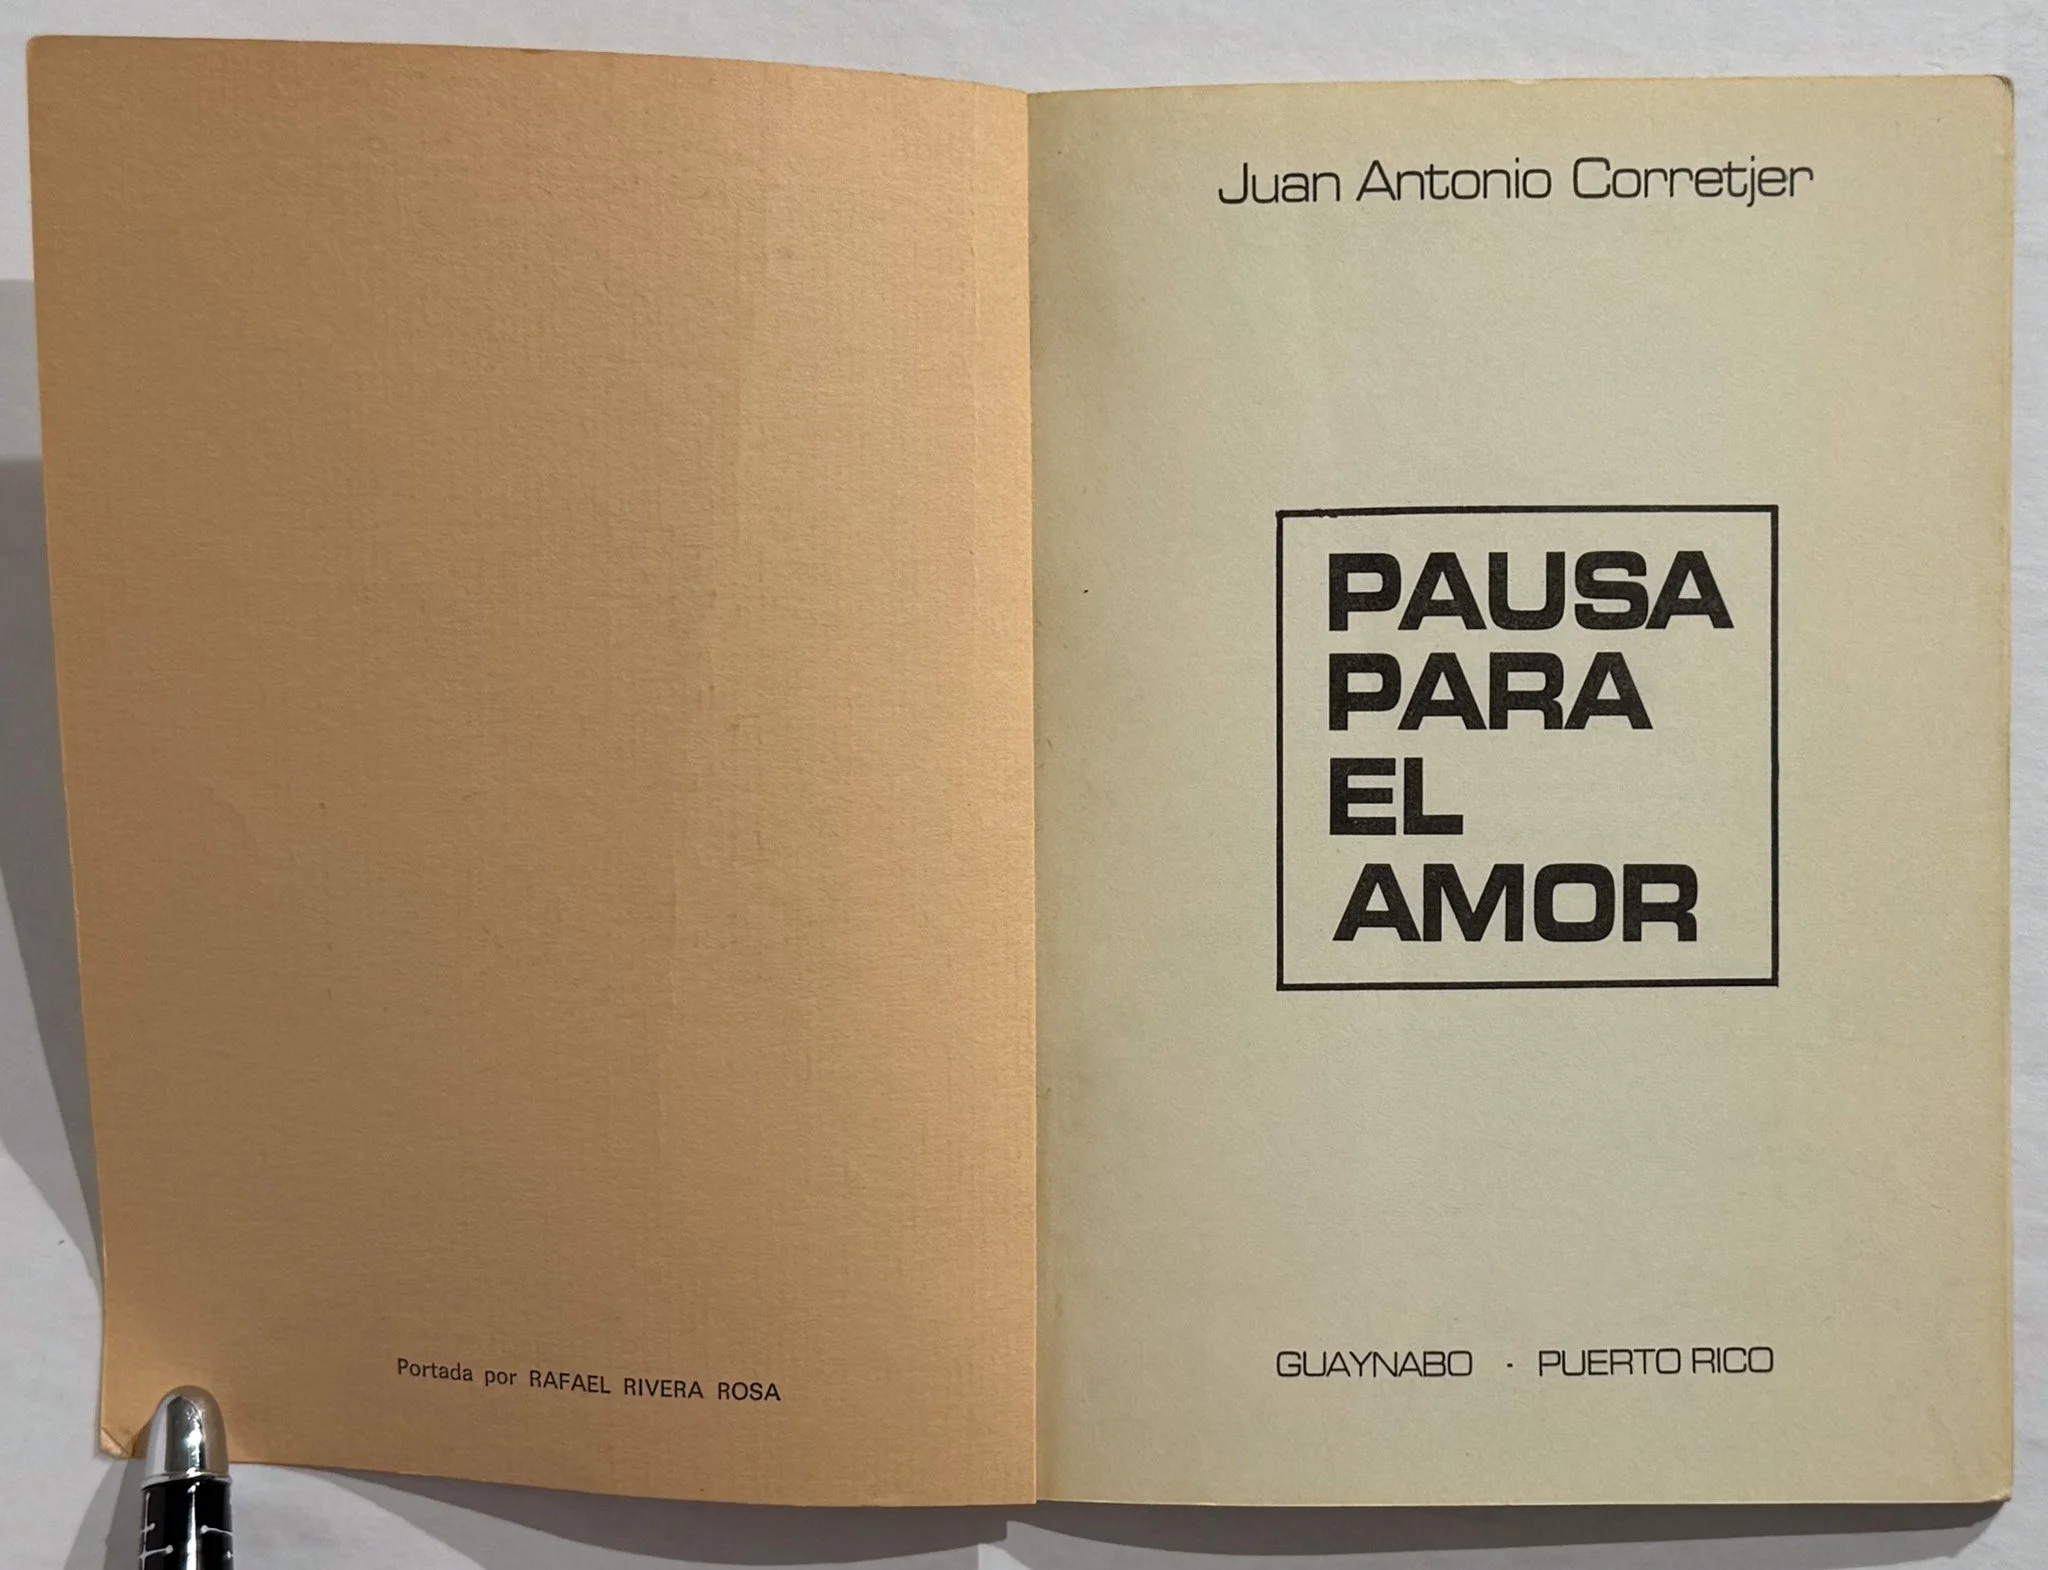 Portada por RAFAEL RIVERA ROSA
Juan Antonio Corretjer
PAUSA
PARA
EL
AMOR
GUAYNABO · PUERTO RICO